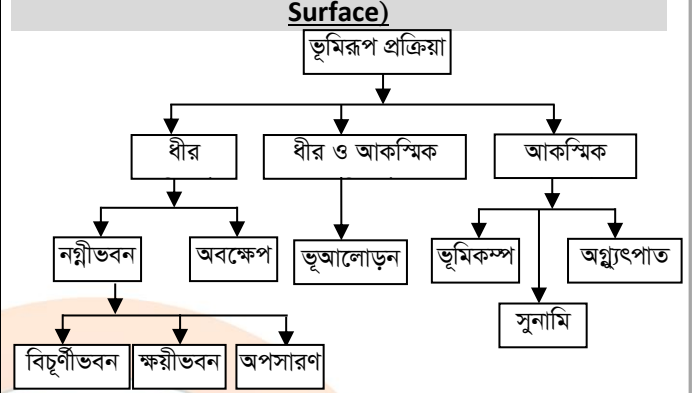 Surface)
ভূমিরূপ প্রক্রিয়া
ধীর ধীর ও আকস্মিক আকস্মিক
নগ্নীভবন অবক্ষেপ ভূআলোড়ন ভূমিকম্প অগ্ন্যুৎপাত
সুনামি
বিচূর্ণীভবন ক্ষয়ীভবন অপসারণ